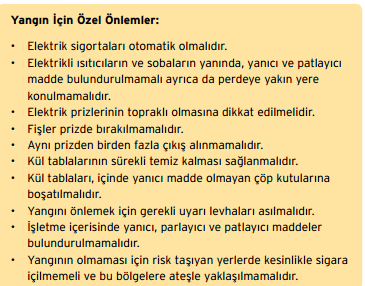 Yangın İçin Özel Önlemler:
• Elektrik sigortaları otomatik olmalıdır.
• Elektrikli ısıtıcıların ve sobaların yanında, yanıcı ve patlayıcı
madde bulundurulmamalı ayrıca da perdeye yakın yere
konulmamalıdır.
• Elektrik prizlerinin topraklı olmasına dikkat edilmelidir.
• Fişler prizde bırakılmamalıdır.
• Aynı prizden birden fazla çıkış alınmamalıdır.
• Kül tablalarının sürekli temiz kalması sağlanmalıdır.
• Kül tablaları, içinde yanıcı madde olmayan çöp kutularına
boşatılmalıdır.
• Yangını önlemek için gerekli uyarı levhaları asılmalıdır.
• İşletme içerisinde yanıcı, parlayıcı ve patlayıcı maddeler
bulundurulmamalıdır.
• Yangının olmaması için risk taşıyan yerlerde kesinlikle sigara
içilmemeli ve bu bölgelere ateşle yaklaşılmamalıdır.